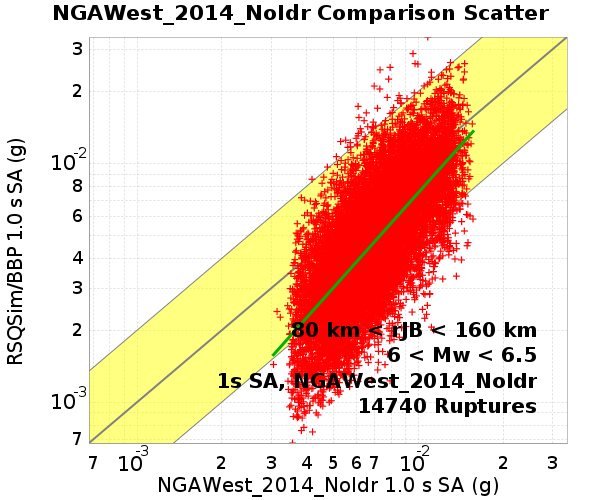 NGAWest_2014_NoIdr Comparison Scatter
RSQSim/BBP 1.0 s SA (g)
3
2
10-2
8
6
4
3
2
10-3
7
80 km < rJB < 160 km
6 < Mw < 6.5
1s SA, NGAWest_2014_NoIdr
14740 Ruptures
7 10-3 2 3 4 5 6 7 10-2 2 3
NGAWest_2014_NoIdr 1.0 s SA (g)